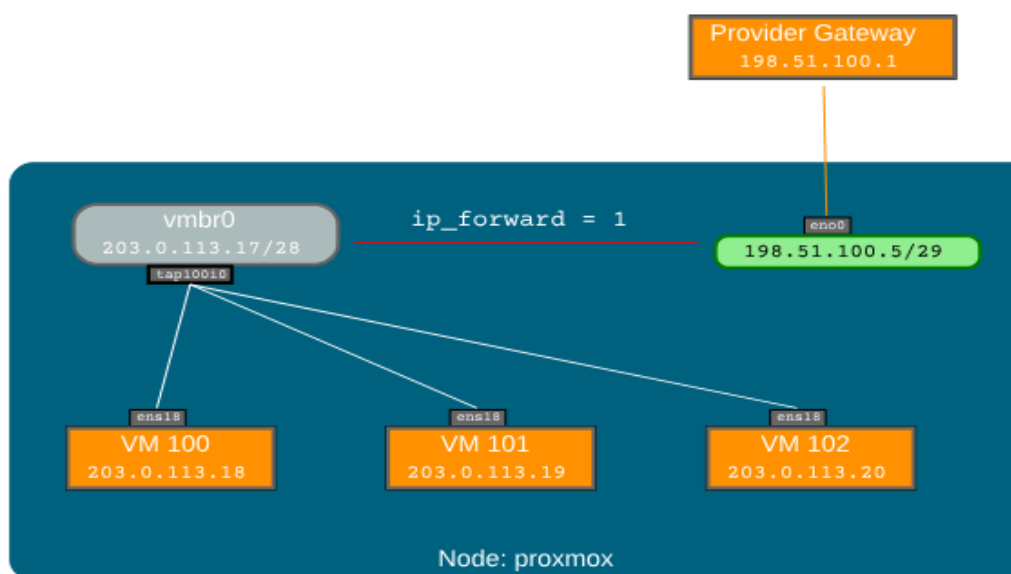 Provider Gateway
198.51.100.1
vmbr0
203.0.113.17/28
tap100i0
ip_forward = 1
eno0
198.51.100.5/29
ens18
VM 100
203.0.113.18
ens18
VM 101
203.0.113.19
ens18
VM 102
203.0.113.20
Node: proxmox